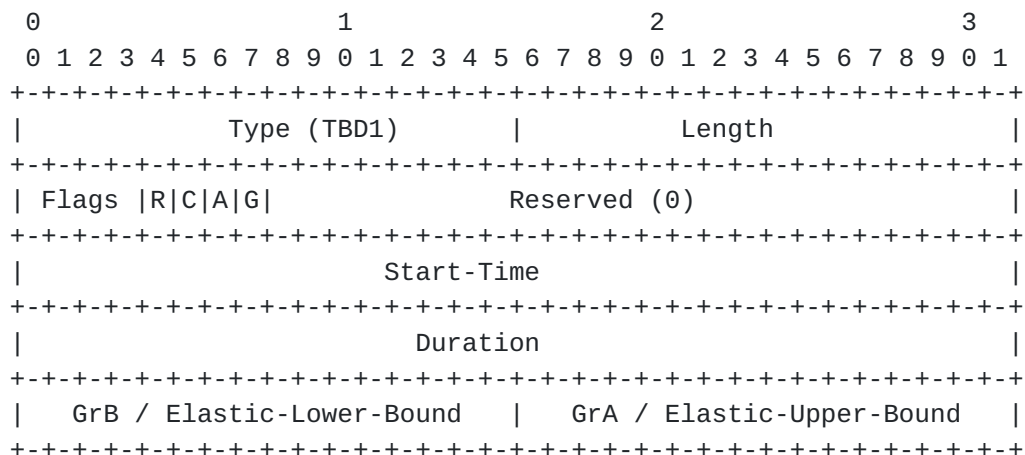 0                   1                   2                   3
 0 1 2 3 4 5 6 7 8 9 0 1 2 3 4 5 6 7 8 9 0 1 2 3 4 5 6 7 8 9 0 1
+-+-+-+-+-+-+-+-+-+-+-+-+-+-+-+-+-+-+-+-+-+-+-+-+-+-+-+-+-+-+-+-+
|             Type (TBD1)       |          Length               |
+-+-+-+-+-+-+-+-+-+-+-+-+-+-+-+-+-+-+-+-+-+-+-+-+-+-+-+-+-+-+-+-+
| Flags |R|C|A|G|               Reserved (0)                    |
+-+-+-+-+-+-+-+-+-+-+-+-+-+-+-+-+-+-+-+-+-+-+-+-+-+-+-+-+-+-+-+-+
|                       Start-Time                              |
+-+-+-+-+-+-+-+-+-+-+-+-+-+-+-+-+-+-+-+-+-+-+-+-+-+-+-+-+-+-+-+-+
|                         Duration                              |
+-+-+-+-+-+-+-+-+-+-+-+-+-+-+-+-+-+-+-+-+-+-+-+-+-+-+-+-+-+-+-+-+
|   GrB / Elastic-Lower-Bound   |   GrA / Elastic-Upper-Bound   |
+-+-+-+-+-+-+-+-+-+-+-+-+-+-+-+-+-+-+-+-+-+-+-+-+-+-+-+-+-+-+-+-+